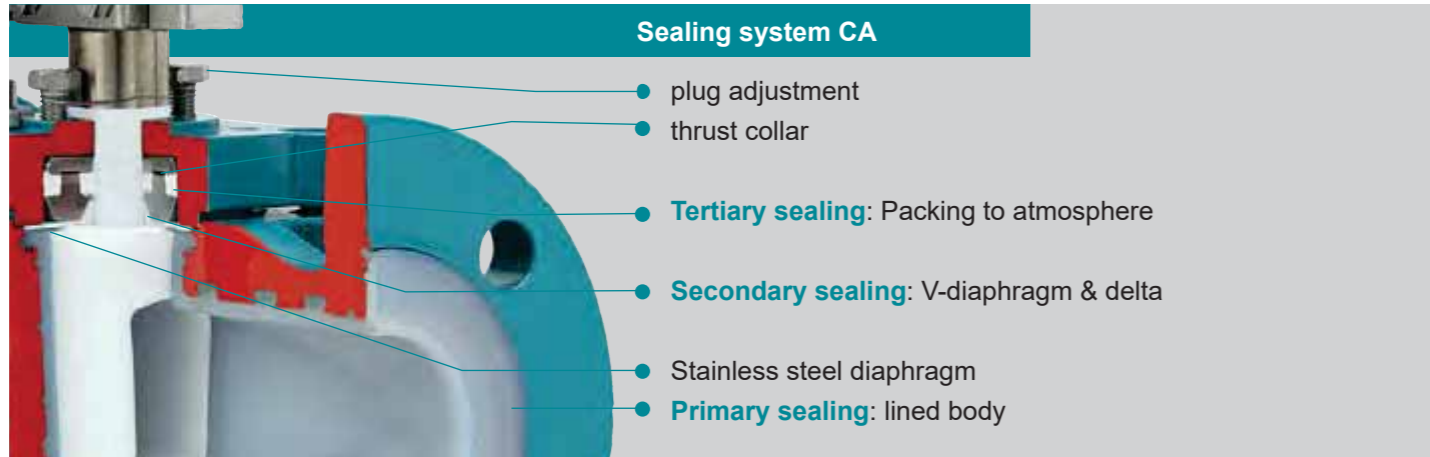 Sealing system CA
plug adjustment
thrust collar
Tertiary sealing: Packing to atmosphere
Secondary sealing: V-diaphragm & delta
Stainless steel diaphragm
Primary sealing: lined body